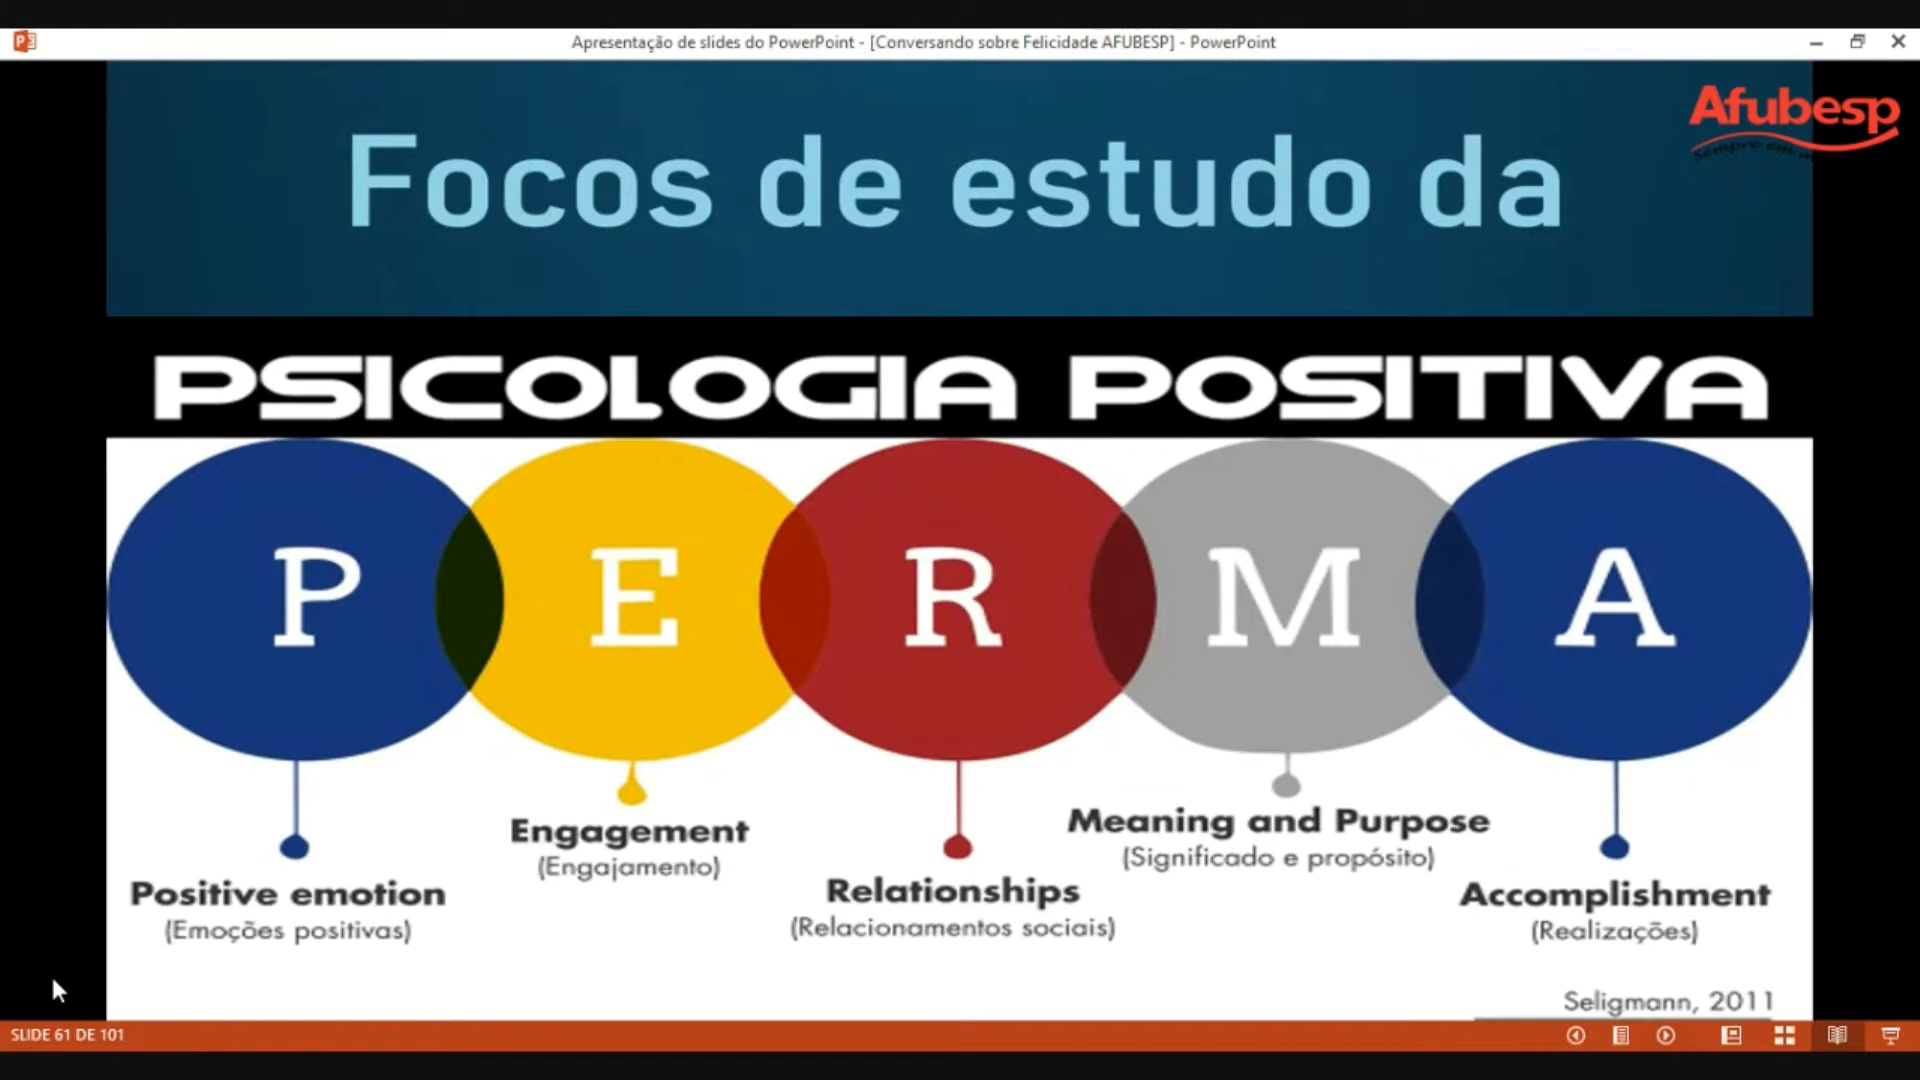 Apresentação de slides do PowerPoint - [Conversando sobre Felicidade AFUBESP] - PowerPoint
Afubesp
sempre em
Focos de estudo da
PSICOLOGIA POSITIVA
P E R M A
Positive emotion
(Emoções positivas)
Engagement
(Engajamento)
Relationships
(Relacionamentos sociais)
Meaning and Purpose
(Significado e propósito)
Accomplishment
(Realizações)
Seligmann, 2011
SLIDE 61 DE 101